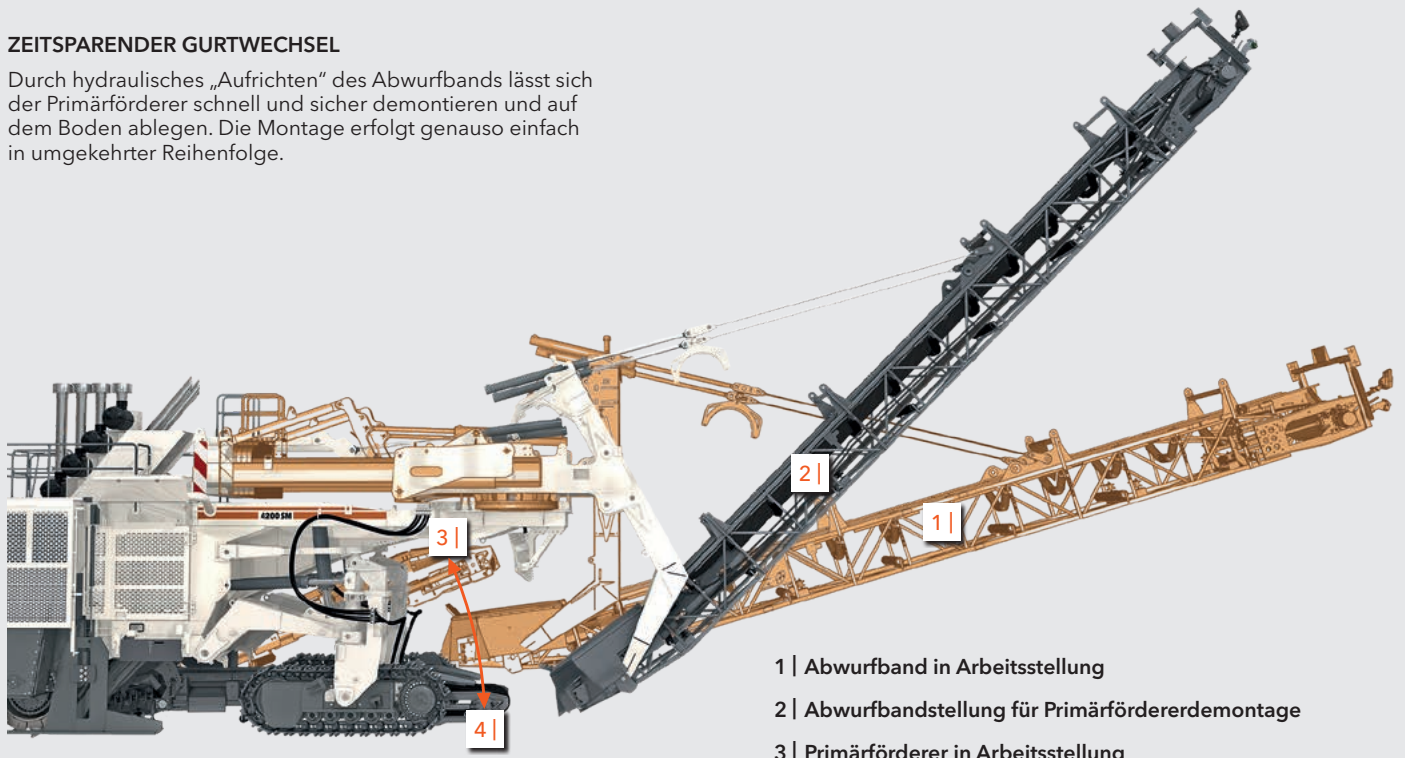 ZEITSPARENDER GURTWECHSEL
Durch hydraulisches „Aufrichten“ des Abwurfbands lässt sich
der Primärförderer schnell und sicher demontieren und auf
dem Boden ablegen. Die Montage erfolgt genauso einfach
in umgekehrter Reihenfolge.
2 |
1 |
4200 SM
3 |
4 |
1 | Abwurfband in Arbeitsstellung
2 | Abwurfbandstellung für Primärfördererdemontage
3 | Primärförderer in Arbeitsstellung